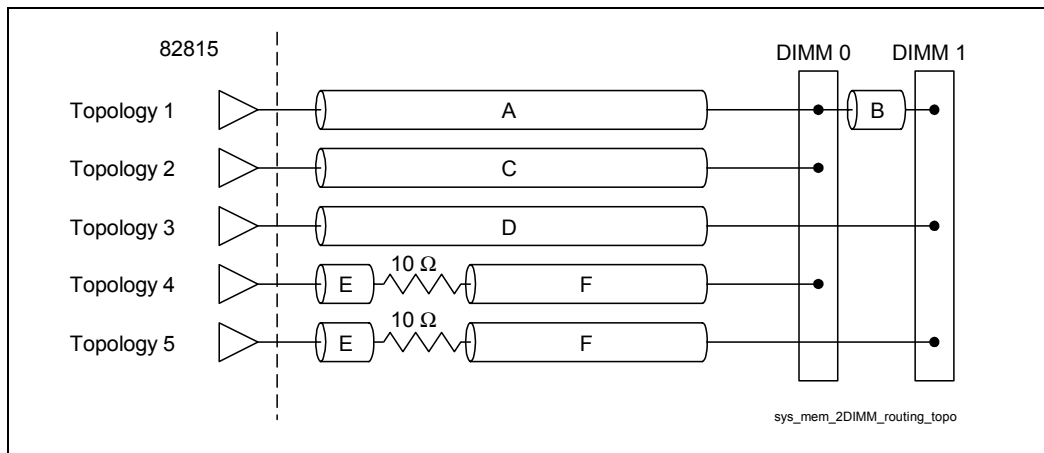 82815
DIMM 0 DIMM 1
Topology 1 A B
Topology 2 C
Topology 3 D
10 Ω
Topology 4 E F
10 Ω
Topology 5 E F
sys_mem_2DIMM_routing_topo